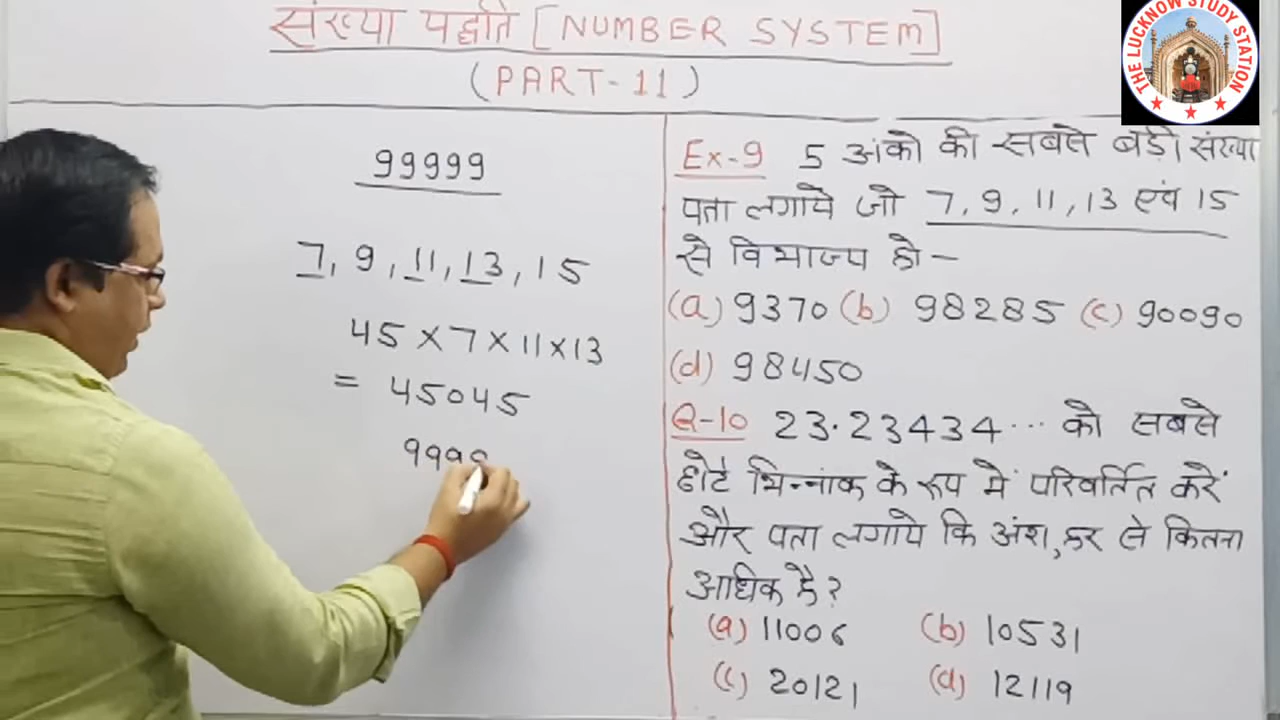 संख्या पद्धति [NUMBER SYSTEM]
(PART-11)
THE LUCKNOW STUDY STATION
99999
7, 9, 11, 13, 15
45 × 7 × 11 × 13
= 45045
9999
Ex-9 5 अंको की सबसे बड़ी संख्या
पता लगाये जो 7, 9, 11, 13 एवं 15
से विभाज्य हो -
(a) 9370 (b) 98285 (c) 90090
(d) 98450
Q-10 23.23434... को सबसे
छोटे भिन्नांक के रूप में परिवर्तित करें
और पता लगाये कि अंश, हर से कितना
अधिक है?
(a) 11006 (b) 10531
(c) 20121 (d) 12119